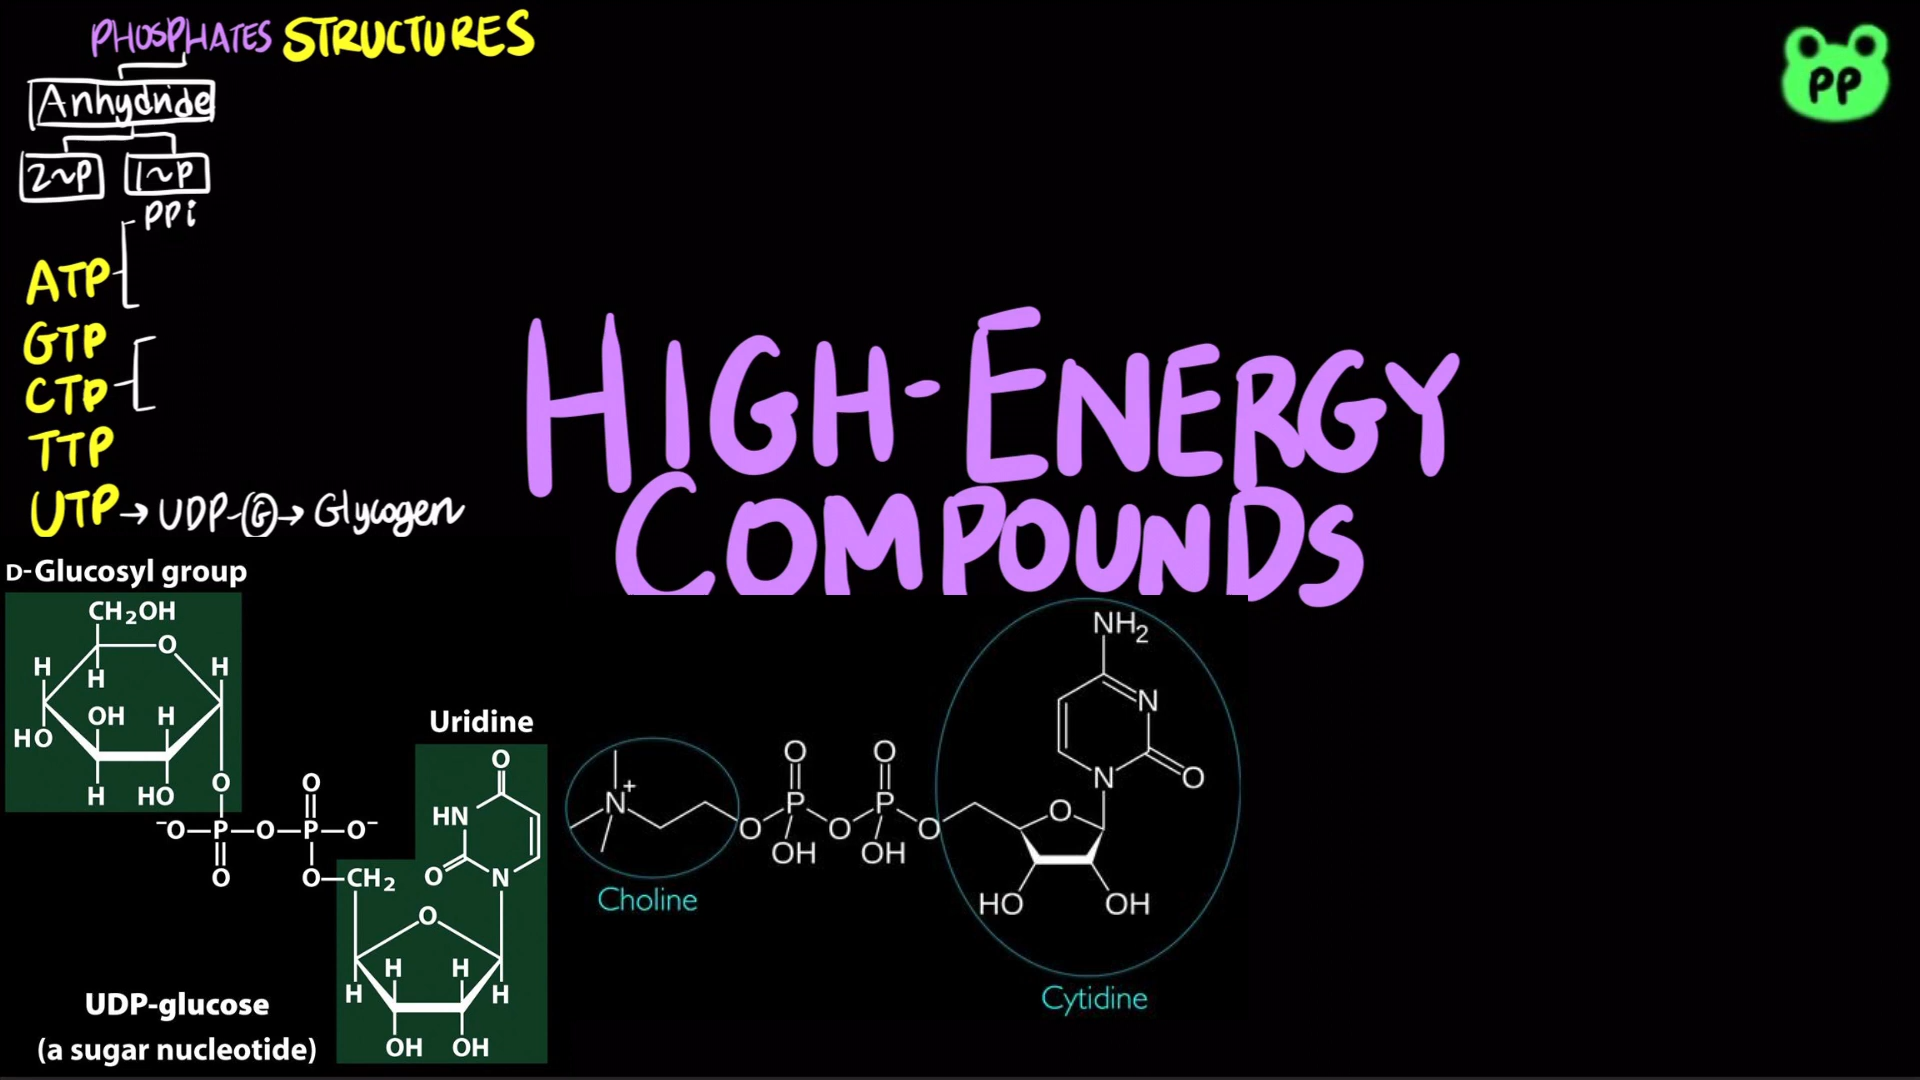 PHOSPHATES STRUCTURES
Anhydride
2~P 1~P
PPi
ATP
GTP
CTP
TTP
UTP → UDP-G → Glycogen
PP
HIGH-ENERGY
COMPOUNDS
D-Glucosyl group
CH₂OH
O
H H
H
OH H
HO
H HO
O
O
⁻O—P—O—P—O⁻
O
O—CH₂
Uridine
O
HN
O N
O
H H
H H
OH OH
UDP-glucose
(a sugar nucleotide)
NH₂
N
N O
O O
N⁺
O P O P O
OH OH
O
HO OH
Choline
Cytidine